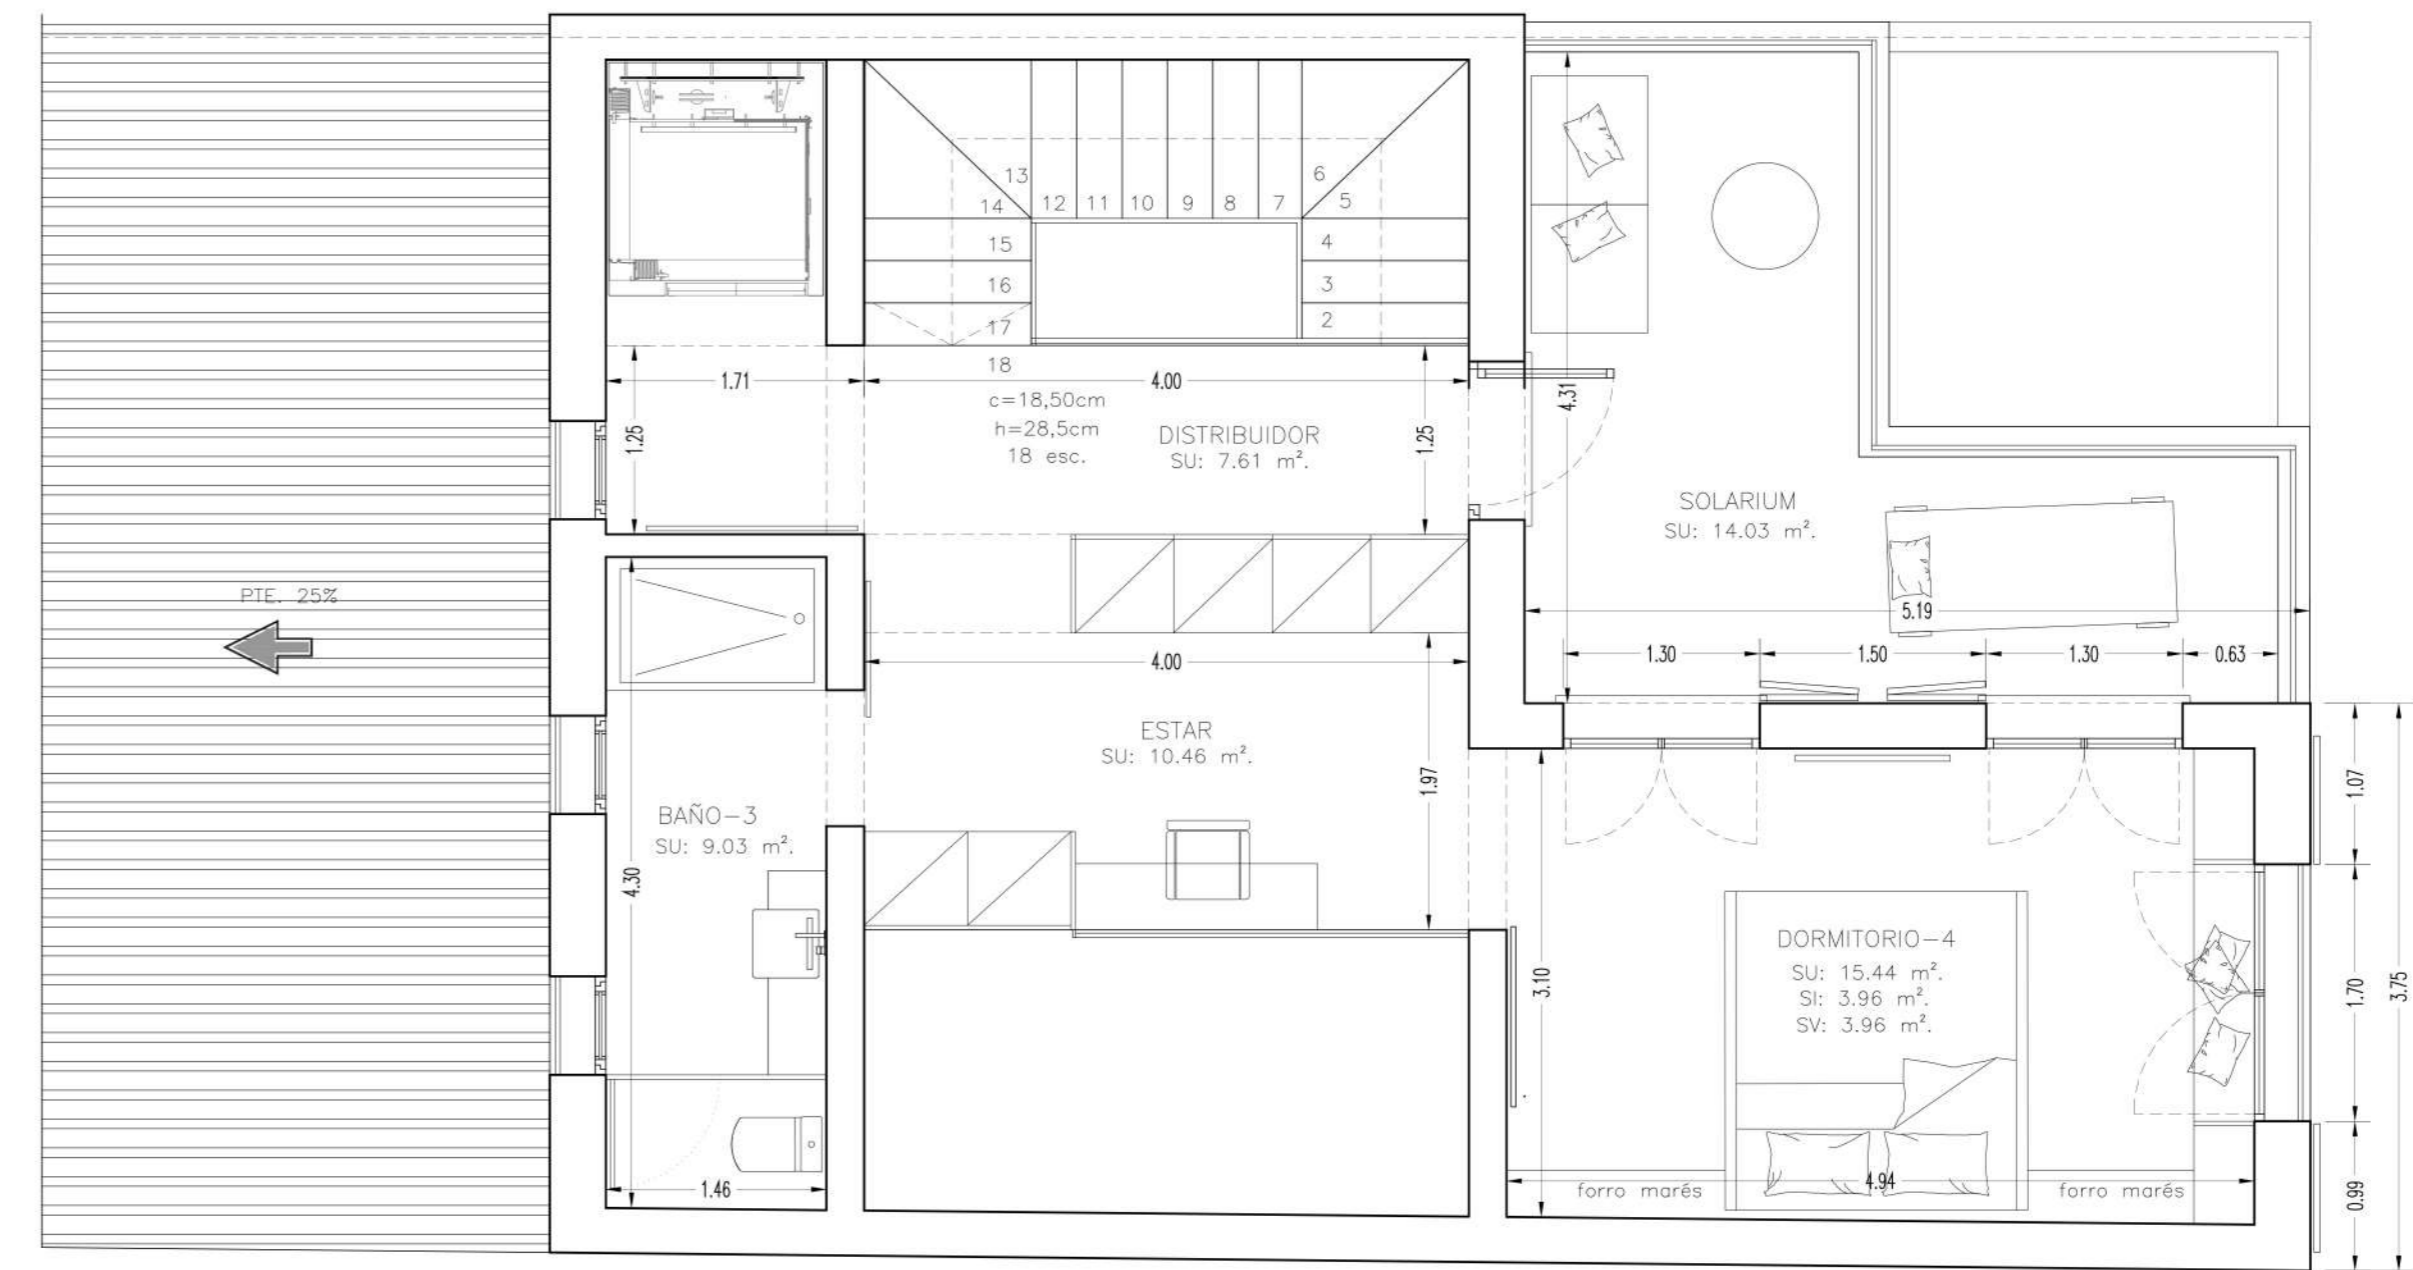 13
6
14
12
11
10
9
8
7
5
15
4
16
3
17
2
18
1.71
4.00
4.31
c=18,50cm
h=28,5cm
18 esc.
1.25
1.25
DISTRIBUIDOR
SU: 7.61 m².
SOLARIUM
SU: 14.03 m².
PTE. 25%
5.19
1.30
1.50
1.30
0.63
4.00
ESTAR
SU: 10.46 m².
1.97
1.07
BAÑO-3
SU: 9.03 m².
4.30
DORMITORIO-4
SU: 15.44 m².
SI: 3.96 m².
SV: 3.96 m².
3.10
1.70
3.75
1.46
4.94
forro marés
forro marés
0.99